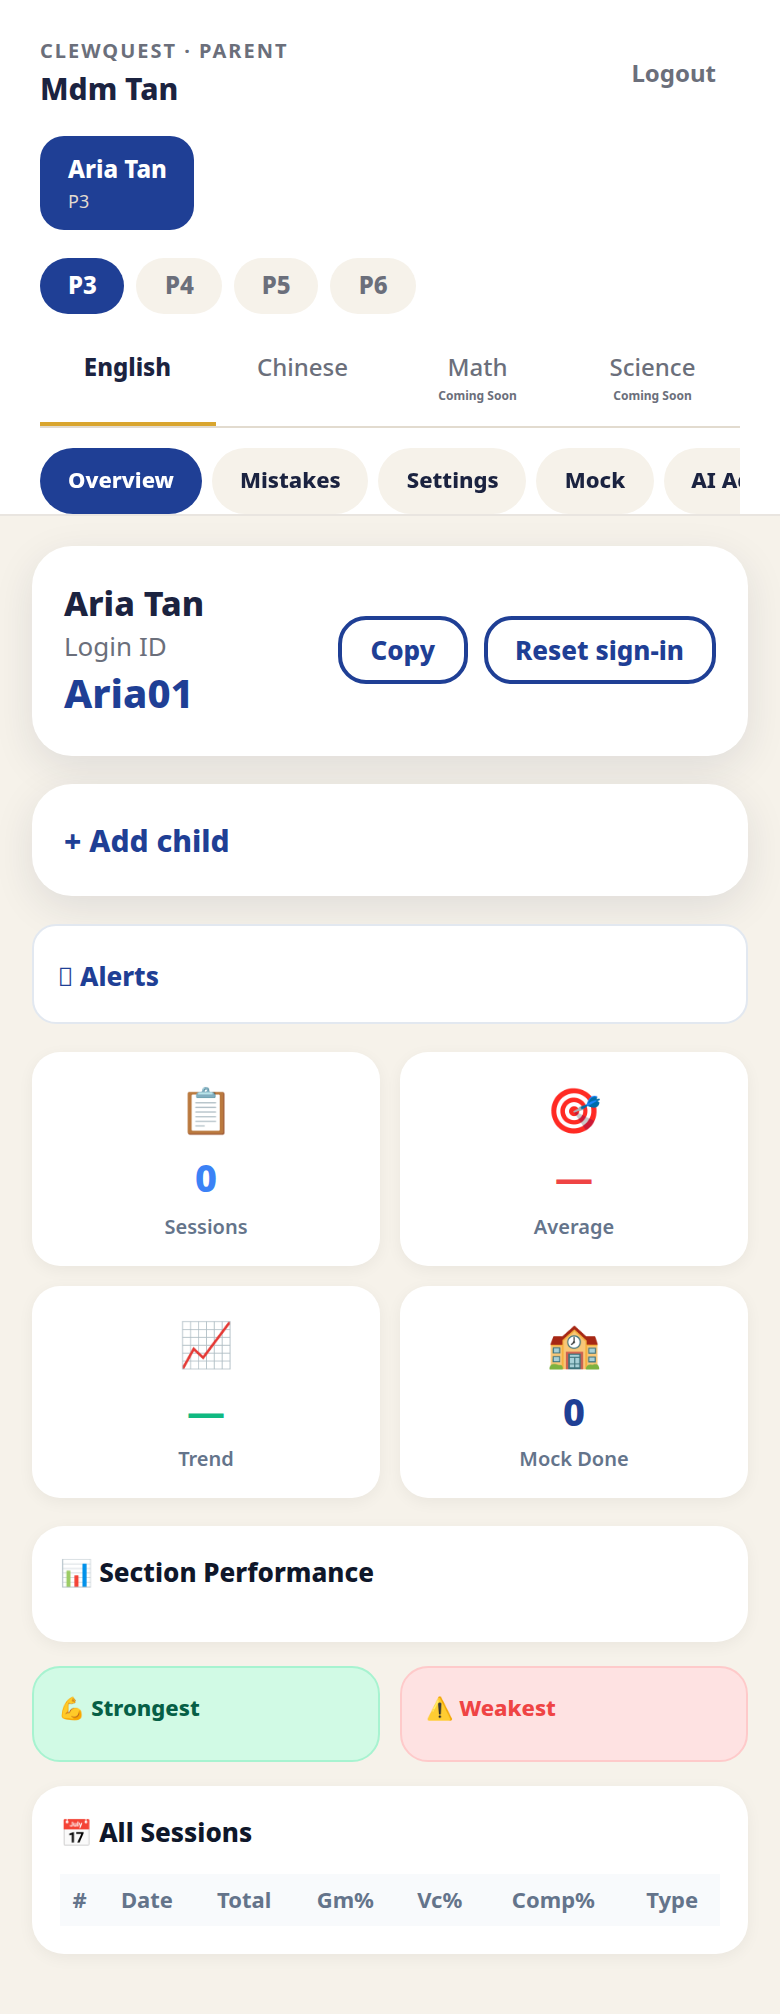 CLEWQUEST · PARENT
Mdm Tan
Logout
Aria Tan
P3
P3 P4 P5 P6
English Chinese Math Science
Coming Soon Coming Soon
Overview Mistakes Settings Mock AI
Aria Tan
Login ID
Aria01
Copy Reset sign-in
+ Add child
Alerts
0
Sessions
—
Average
—
Trend
0
Mock Done
Section Performance
Strongest
Weakest
All Sessions
# Date Total Gm% Vc% Comp% Type